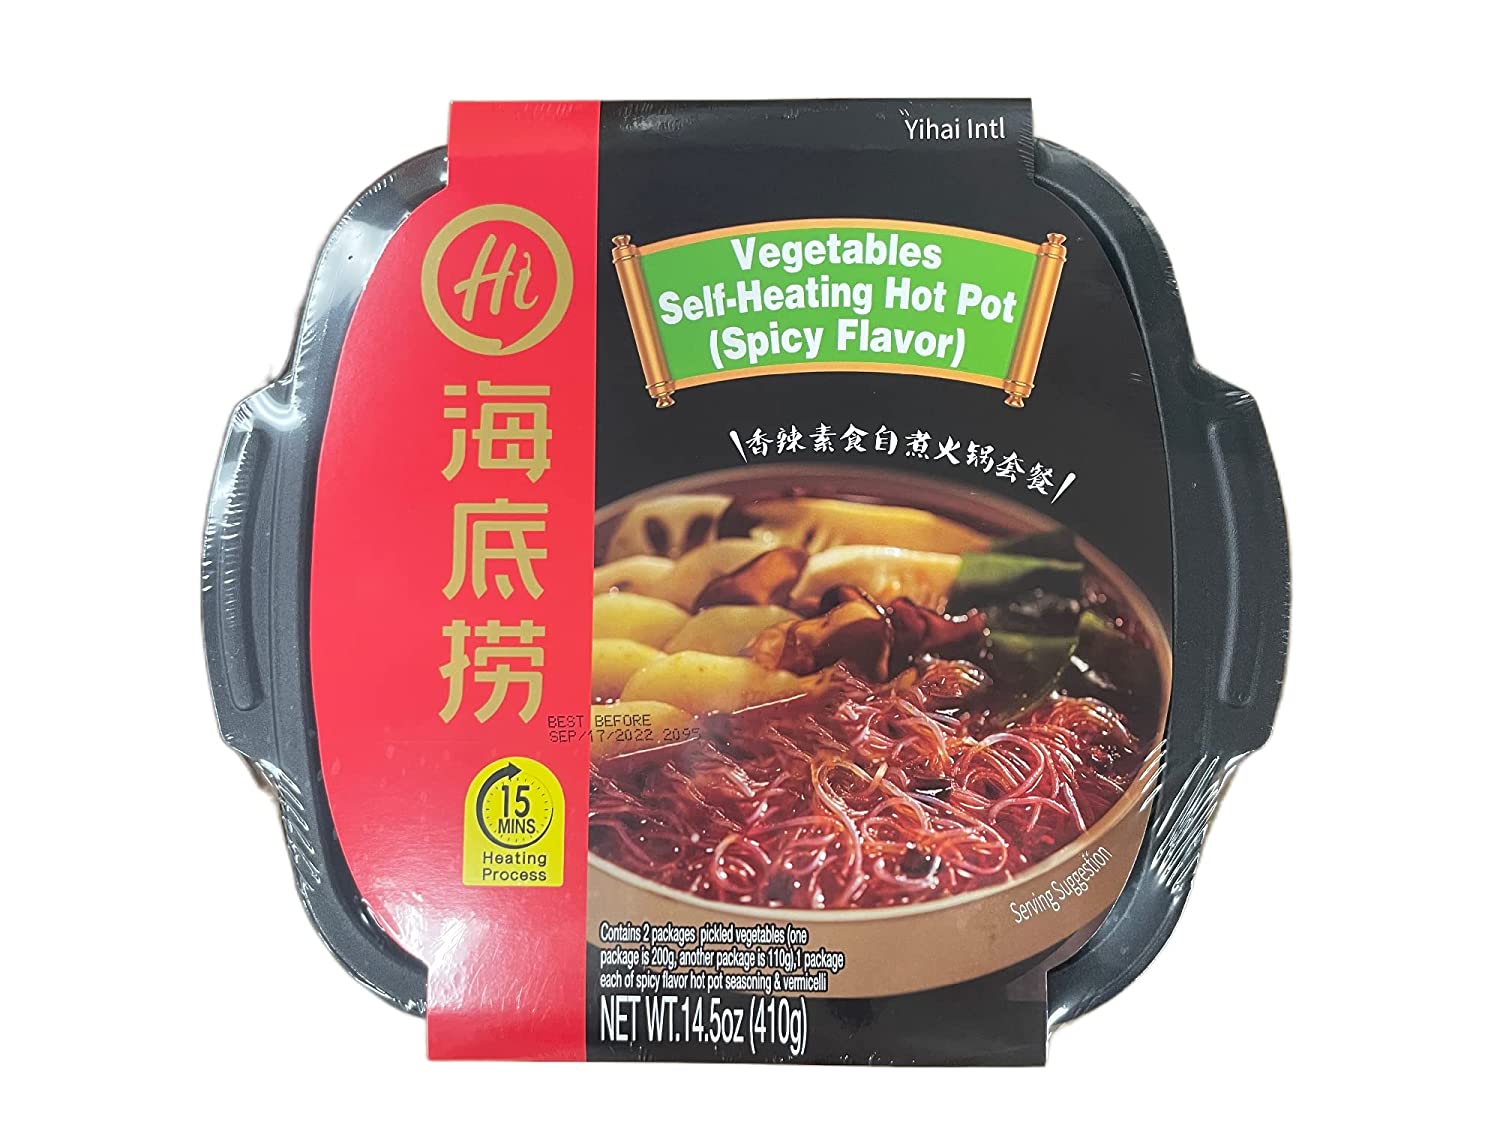 Yihai Intl
Hi
海底捞
Vegetables
Self-Heating Hot Pot
(Spicy Flavor)
香辣素食自煮火锅套餐
BEST BEFORE
SEP/17/2022 2095
15
MINS
Heating
Process
Serving Suggestion
Contains 2 packages pickled vegetables (one
package is 200g, another package is 110g),1 package
each of spicy flavor hot pot seasoning & vermicelli
NET WT.14.5oz (410g)